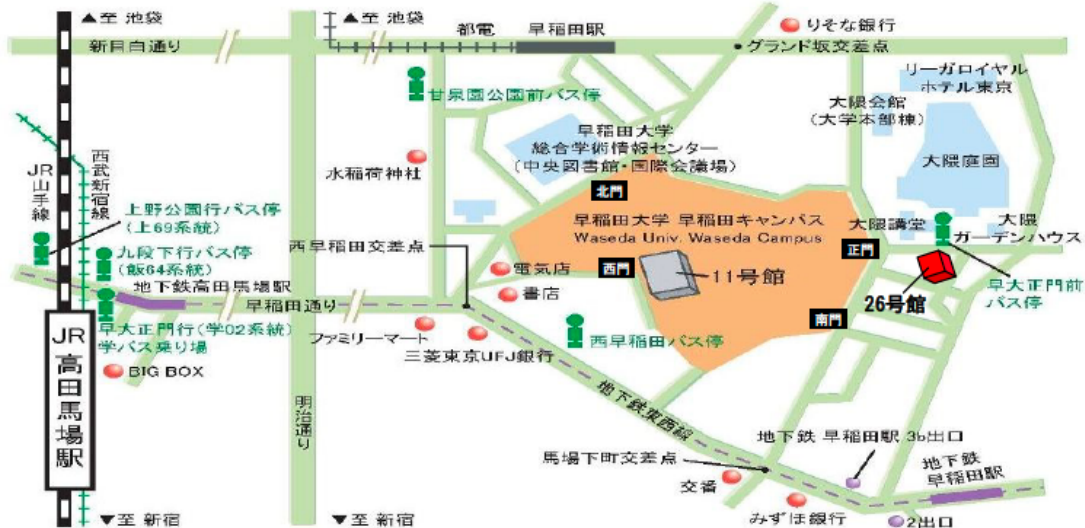 ▲至 池袋
▲至 池袋
新目白通り
都電
早稲田駅
りそな銀行
グランド坂交差点
リーガロイヤル
ホテル東京
大隈会館
(大学本部棟)
大隈庭園
甘泉園公園前バス停
早稲田大学
総合学術情報センター
(中央図書館・国際会議場)
水稲荷神社
JR山手線
西武新宿線
上野公園行バス停
(上69系統)
九段下行バス停
(飯64系統)
地下鉄高田馬場駅
早稲田通り
早大正門行(学02系統)
学バス乗り場
BIG BOX
JR
高田馬場駅
明治通り
西早稲田交差点
電気店
書店
ファミリーマート
三菱東京UFJ銀行
北門
早稲田大学 早稲田キャンパス
Waseda Univ. Waseda Campus
西門
11号館
正門
南門
大隈講堂
大隈
ガーデンハウス
26号館
早大正門前
バス停
西早稲田バス停
地下鉄東西線
馬場下町交差点
交番
みずほ銀行
地下鉄 早稲田駅 3b出口
地下鉄
早稲田駅
2出口
▼至 新宿
▼至 新宿